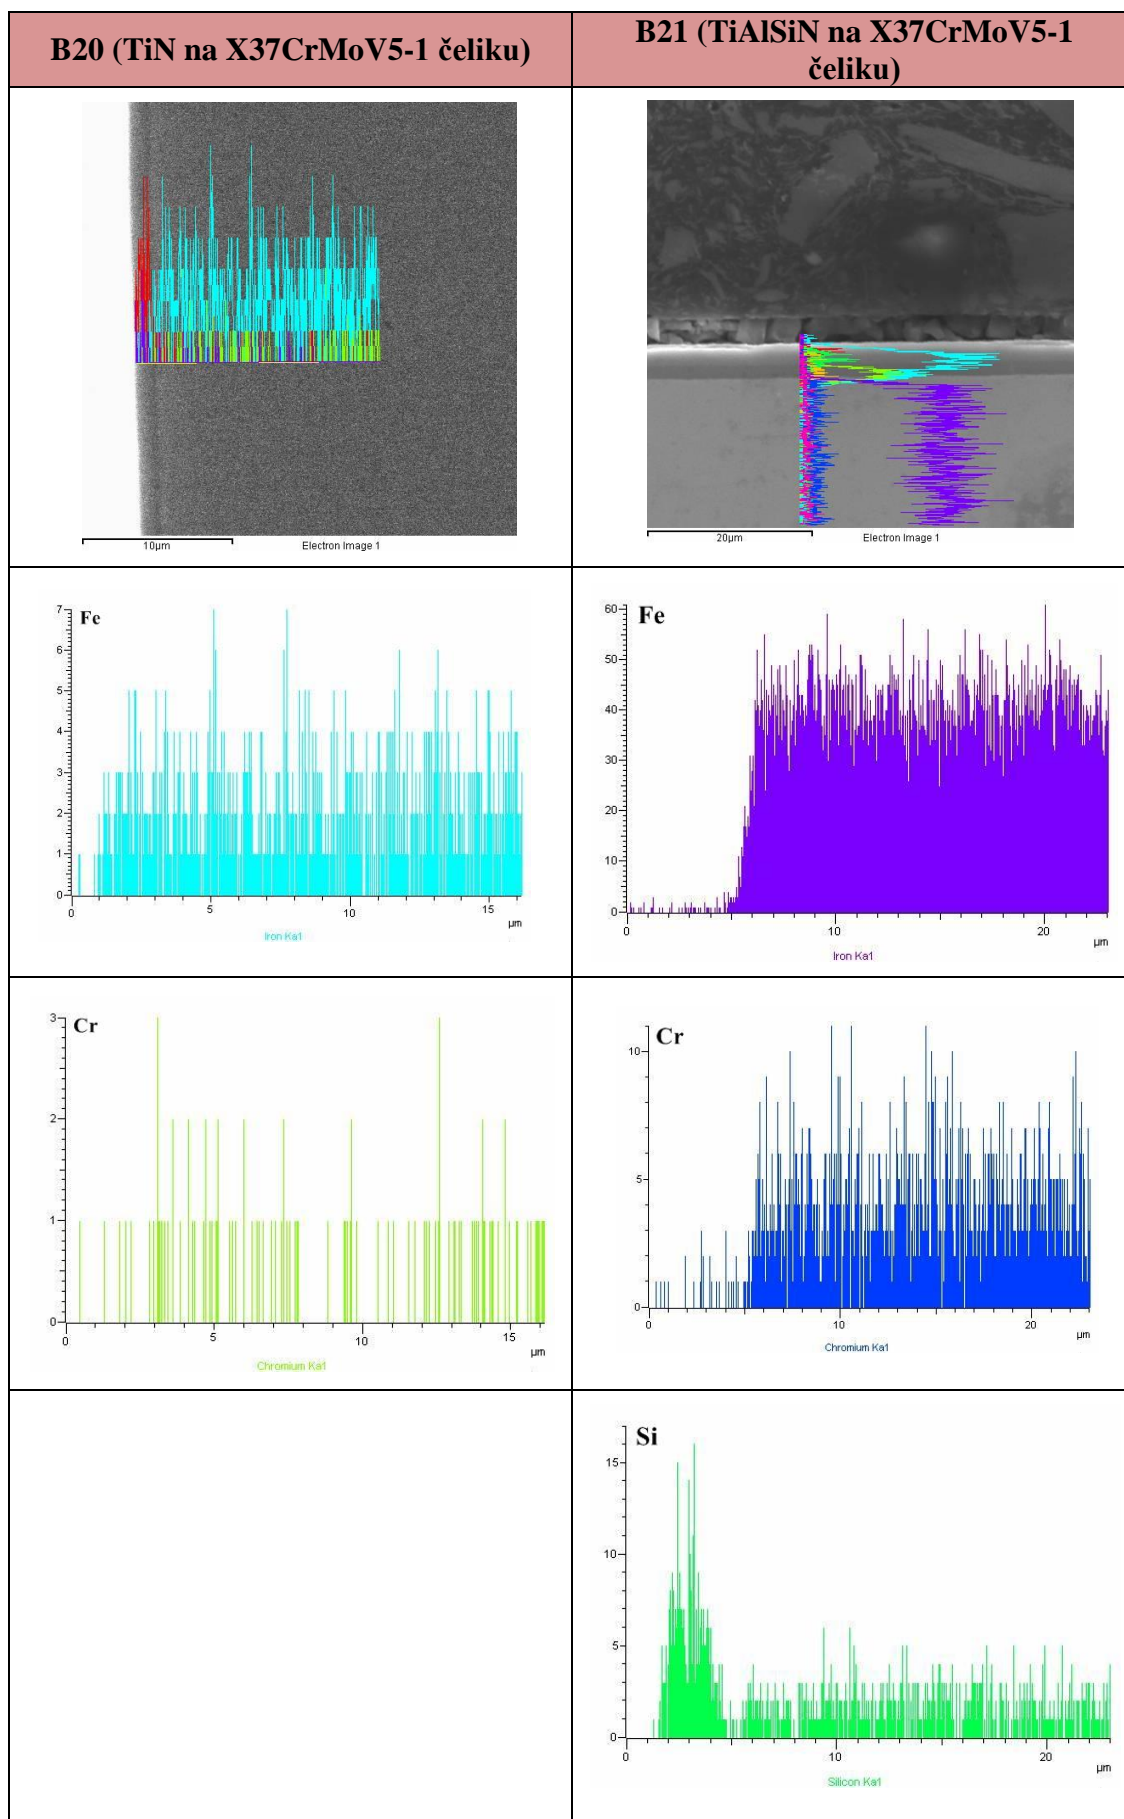 B20 (TiN na X37CrMoV5-1 čeliku)
B21 (TiAlSiN na X37CrMoV5-1
čeliku)
10µm
Electron Image 1
20µm
Electron Image 1
Fe
7
6
5
4
3
2
1
0
0 5 10 15
µm
Iron Ka1
Fe
60
50
40
30
20
10
0
0 10 20
µm
Iron Ka1
Cr
3
2
1
0
0 5 10 15
µm
Chromium Ka1
Cr
10
5
0
0 10 20
µm
Chromium Ka1
Si
15
10
5
0
0 10 20
µm
Silicon Ka1